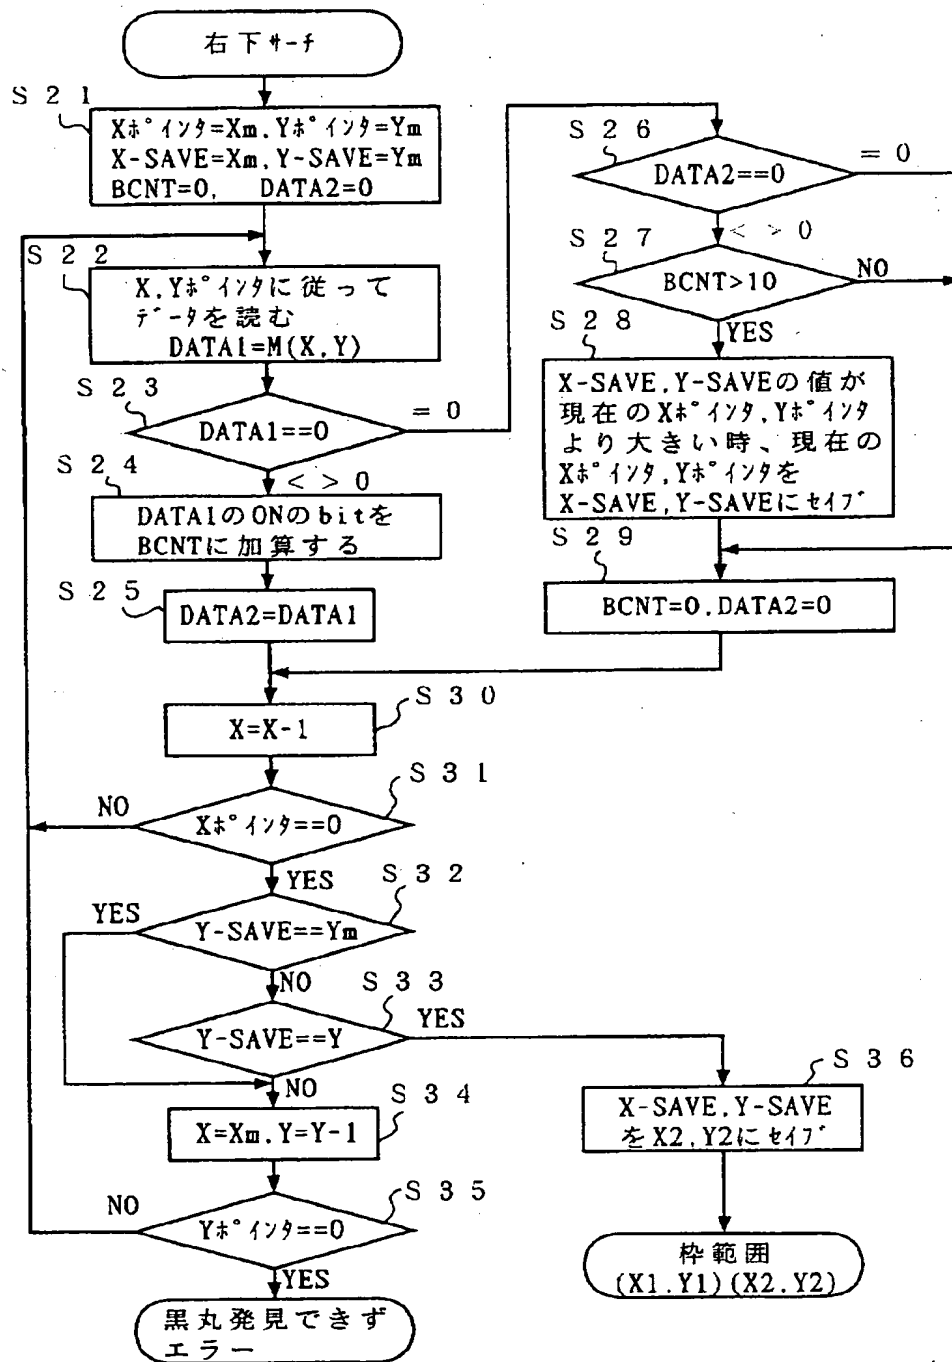 右下サーチ
S21
Xポインタ=Xm,Yポインタ=Ym
X-SAVE=Xm,Y-SAVE=Ym
BCNT=0, DATA2=0
S22
X,Yポインタに従って
データを読む
DATA1=M(X,Y)
S23
DATA1==0
=0
<>0
S24
DATA1のONのbitを
BCNTに加算する
S25
DATA2=DATA1
S26
DATA2==0
=0
<>0
S27
BCNT>10
NO
YES
S28
X-SAVE,Y-SAVEの値が
現在のXポインタ,Yポインタ
より大きい時、現在の
Xポインタ,Yポインタを
X-SAVE,Y-SAVEにセイブ
S29
BCNT=0,DATA2=0
S30
X=X-1
S31
Xポインタ==0
NO
YES
S32
Y-SAVE==Ym
YES
NO
S33
Y-SAVE==Y
YES
NO
S34
X=Xm,Y=Y-1
S35
Yポインタ==0
NO
YES
黒丸発見できず
エラー
S36
X-SAVE,Y-SAVE
をX2,Y2にセイブ
枠範囲
(X1,Y1)(X2,Y2)